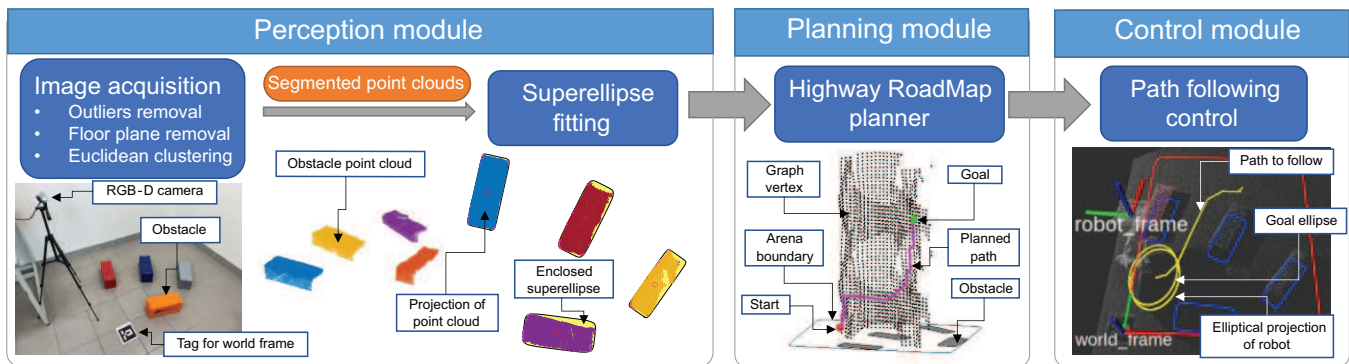 Perception module
Image acquisition
• Outliers removal
• Floor plane removal
• Euclidean clustering
Segmented point clouds
Superellipse
fitting
RGB-D camera
Obstacle
Tag for world frame
Obstacle point cloud
Projection of
point cloud
Enclosed
superellipse
Planning module
Highway RoadMap
planner
Graph
vertex
Goal
Arena
boundary
Planned
path
Start
Obstacle
Control module
Path following
control
Path to follow
robot_frame
Goal ellipse
world_frame
Elliptical projection
of robot